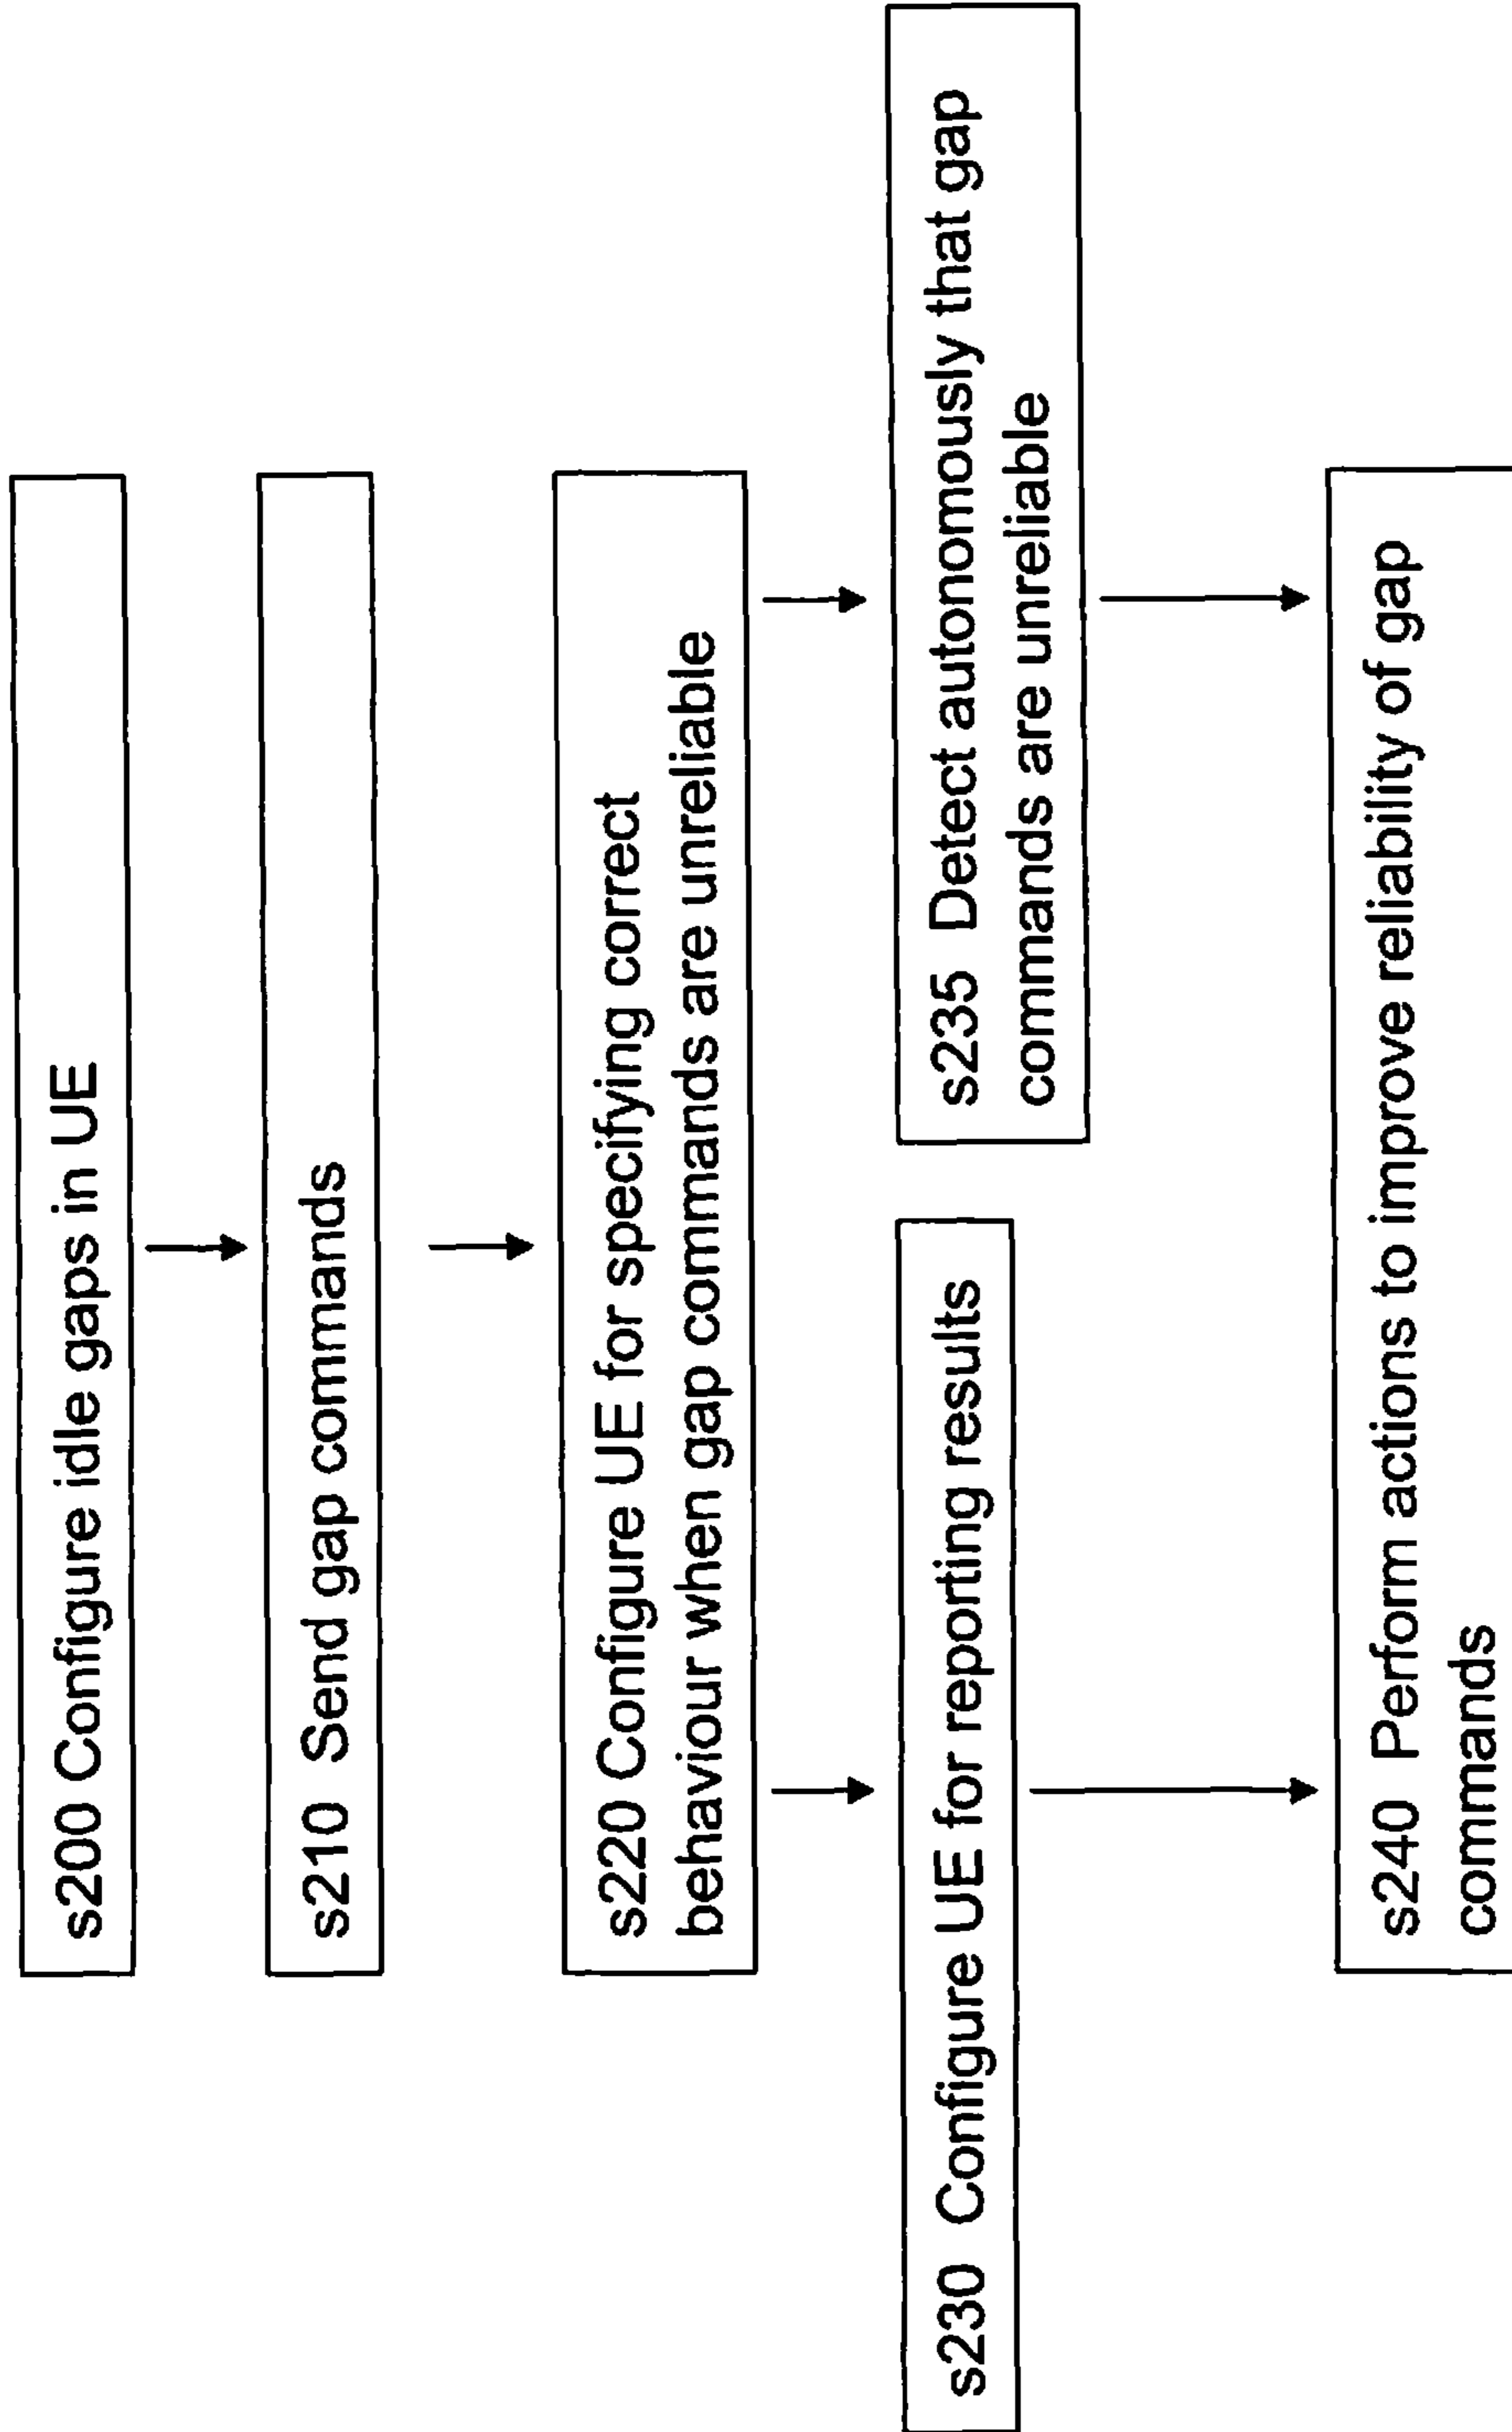 s200 Configure idle gaps in UE
s210 Send gap commands
s220 Configure UE for specifying correct
behaviour when gap commands are unreliable
s230 Configure UE for reporting results
s235 Detect autonomously that gap
commands are unreliable
s240 Perform actions to improve reliability of gap
commands